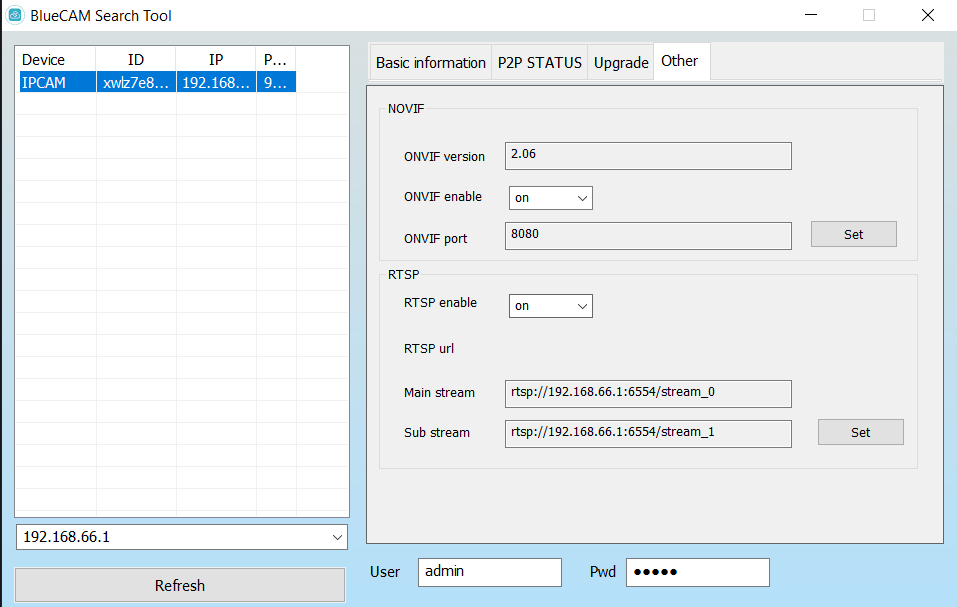 BlueCAM Search Tool
Device ID IP P...
IPCAM xwlz7e8... 192.168... 9...
192.168.66.1
Refresh
Basic information P2P STATUS Upgrade Other
NOVIF
ONVIF version 2.06
ONVIF enable on
ONVIF port 8080 Set
RTSP
RTSP enable on
RTSP url
Main stream rtsp://192.168.66.1:6554/stream_0
Sub stream rtsp://192.168.66.1:6554/stream_1 Set
User admin Pwd ●●●●●